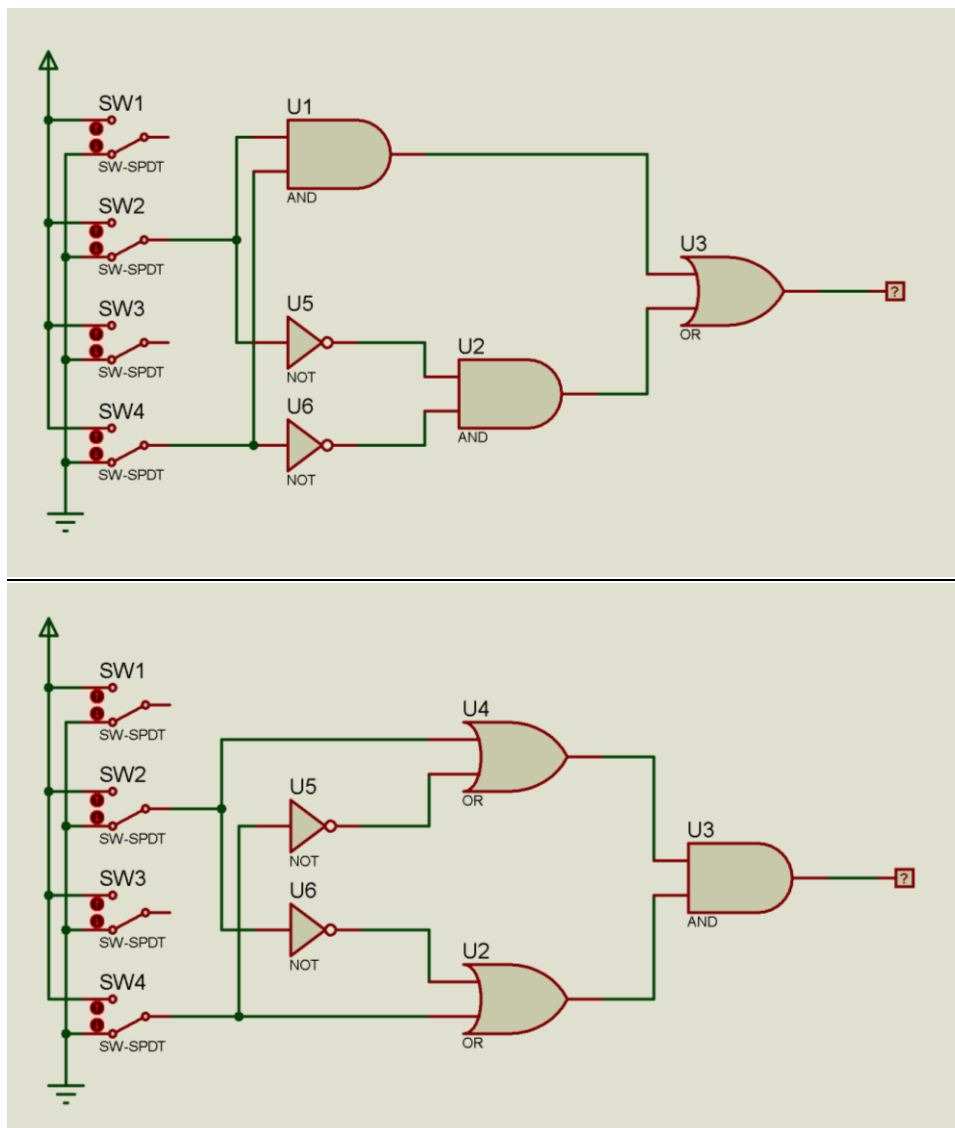 SW1
SW-SPDT
SW2
SW-SPDT
SW3
SW-SPDT
SW4
SW-SPDT
U1
AND
U5
NOT
U6
NOT
U2
AND
U3
OR
?
SW1
SW-SPDT
SW2
SW-SPDT
SW3
SW-SPDT
SW4
SW-SPDT
U5
NOT
U6
NOT
U4
OR
U2
OR
U3
AND
?